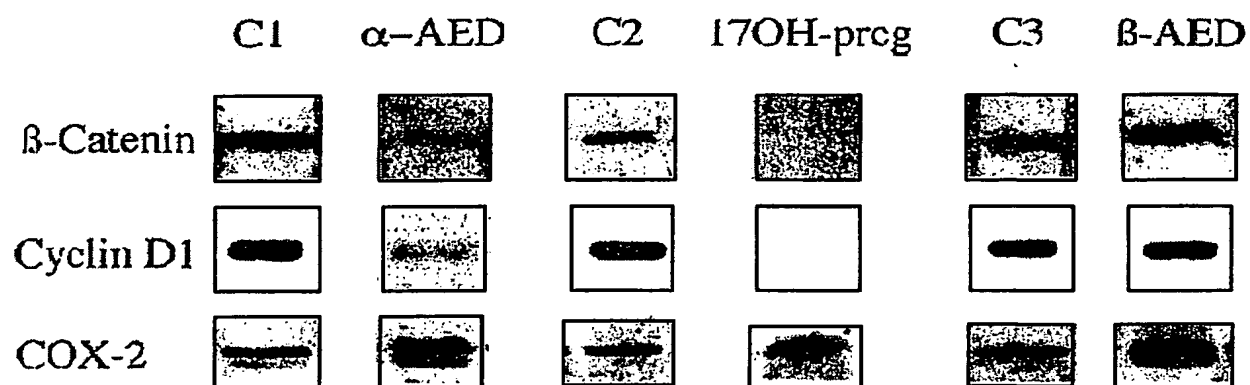 C1 α–AED C2 17OH-prcg C3 ß-AED
ß-Catenin
Cyclin D1
COX-2